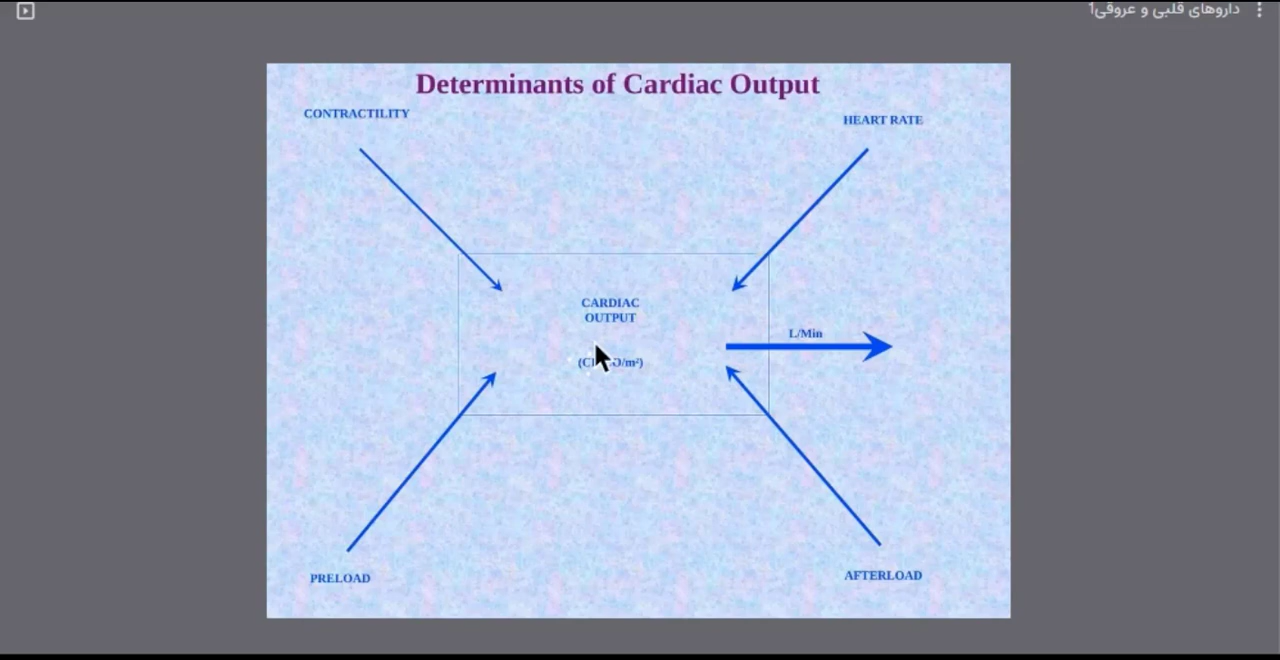 داروهای قلبی و عروقی1
Determinants of Cardiac Output
CONTRACTILITY
HEART RATE
CARDIAC
OUTPUT
L/Min
PRELOAD
AFTERLOAD